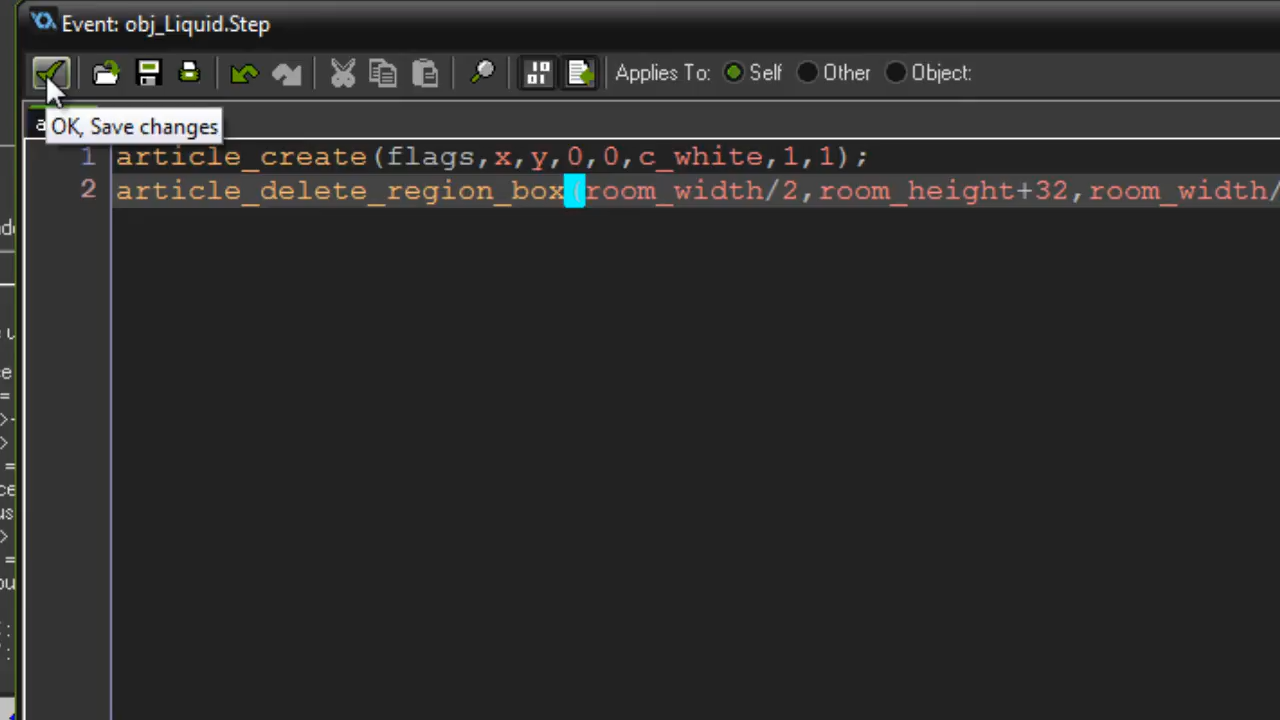 Event: obj_Liquid.Step
Applies To: Self Other Object:
OK, Save changes
1 article_create(flags,x,y,0,0,c_white,1,1);
2 article_delete_region_box(room_width/2,room_height+32,room_width/